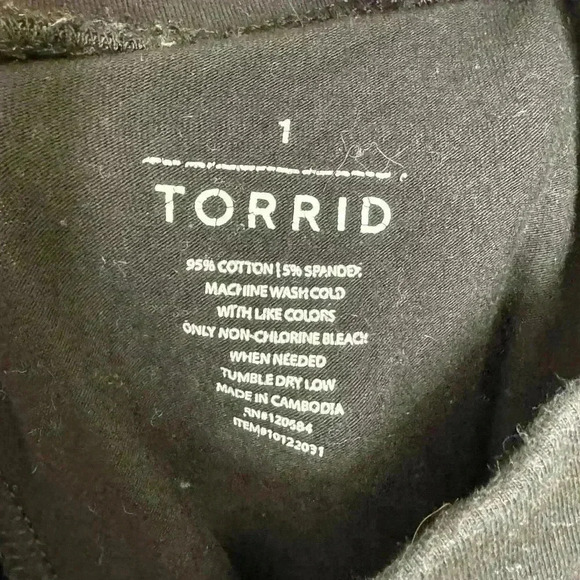 1
TORRID
95% COTTON | 5% SPANDEX
MACHINE WASH COLD
WITH LIKE COLORS
ONLY NON-CHLORINE BLEACH
WHEN NEEDED
TUMBLE DRY LOW
MADE IN CAMBODIA
RN#120684
ITEM#10122031